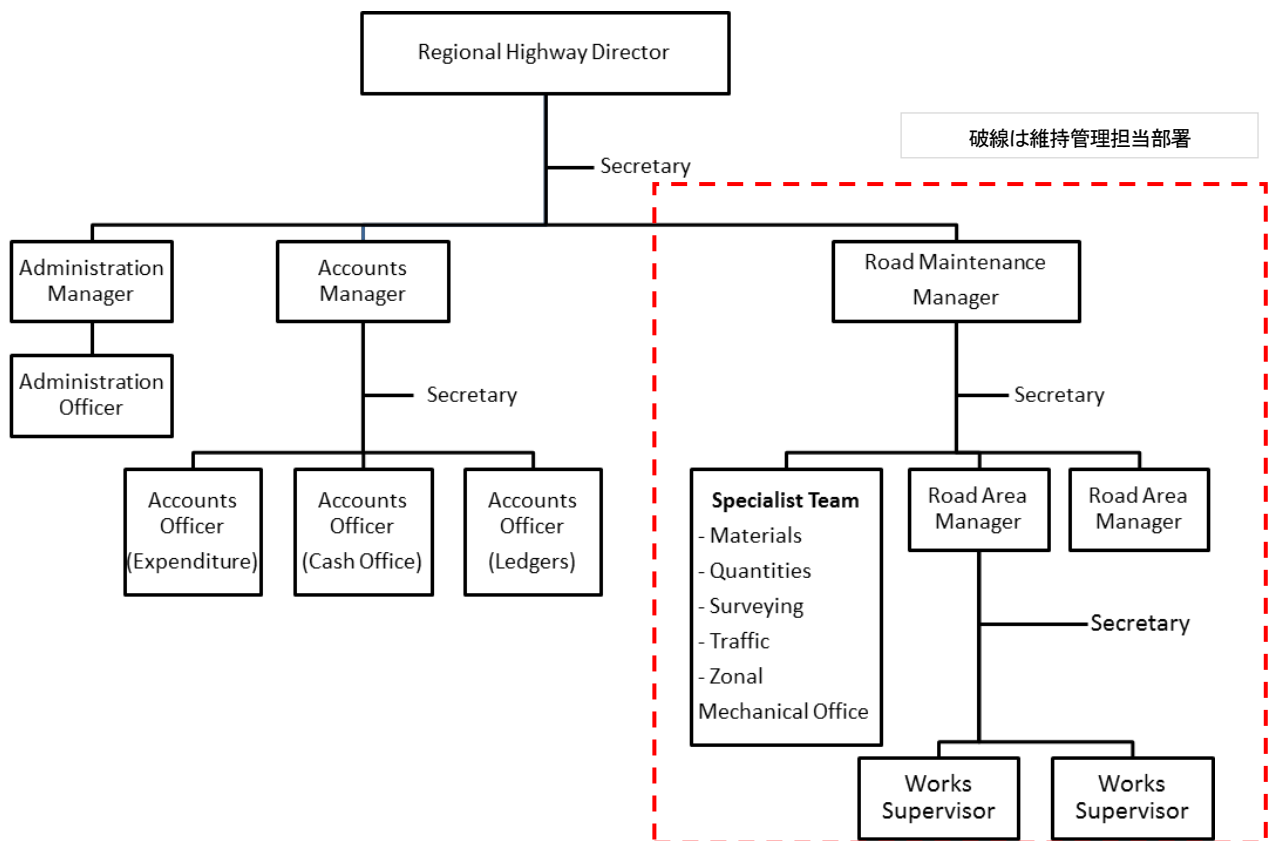 Regional Highway Director
破線は維持管理担当部署
Secretary
Administration
Manager
Accounts
Manager
Road Maintenance
Manager
Administration
Officer
Secretary
Secretary
Accounts
Officer
(Expenditure)
Accounts
Officer
(Cash Office)
Accounts
Officer
(Ledgers)
Specialist Team
- Materials
- Quantities
- Surveying
- Traffic
- Zonal
Mechanical Office
Road Area
Manager
Road Area
Manager
Secretary
Works
Supervisor
Works
Supervisor